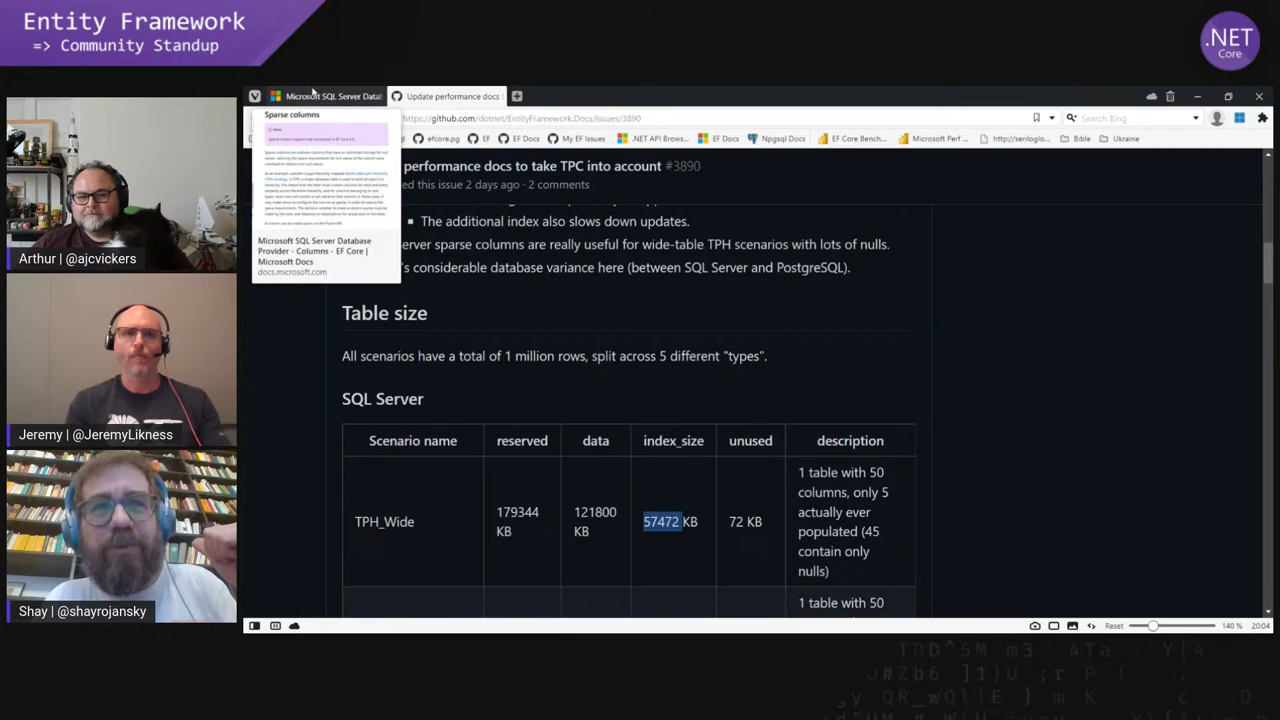 Entity Framework
=> Community Standup
.NET
Core
Microsoft SQL Server Datab
Update performance docs
https://github.com/dotnet/EntityFramework.Docs/issues/3890
Search Bing
efcore.pg
EF
EF Docs
My EF Issues
.NET API Brows...
EF Docs
Npgsql Docs
EF Core Bench...
Microsoft Perf ...
http://seriloglo...
Bible
Ukraine
Sparse columns
Microsoft SQL Server Database
Provider - Columns - EF Core |
Microsoft Docs
docs.microsoft.com
performance docs to take TPC into account #3890
ed this issue 2 days ago · 2 comments
The additional index also slows down updates.
erver sparse columns are really useful for wide-table TPH scenarios with lots of nulls.
's considerable database variance here (between SQL Server and PostgreSQL).
Table size
All scenarios have a total of 1 million rows, split across 5 different "types".
SQL Server
Scenario name reserved data index_size unused description
TPH_Wide
179344
KB
121800
KB
57472 KB
72 KB
1 table with 50
columns, only 5
actually ever
populated (45
contain only
nulls)
1 table with 50
Arthur | @ajcvickers
Jeremy | @JeremyLikness
Shay | @shayrojansky
Reset
140 %
20:04